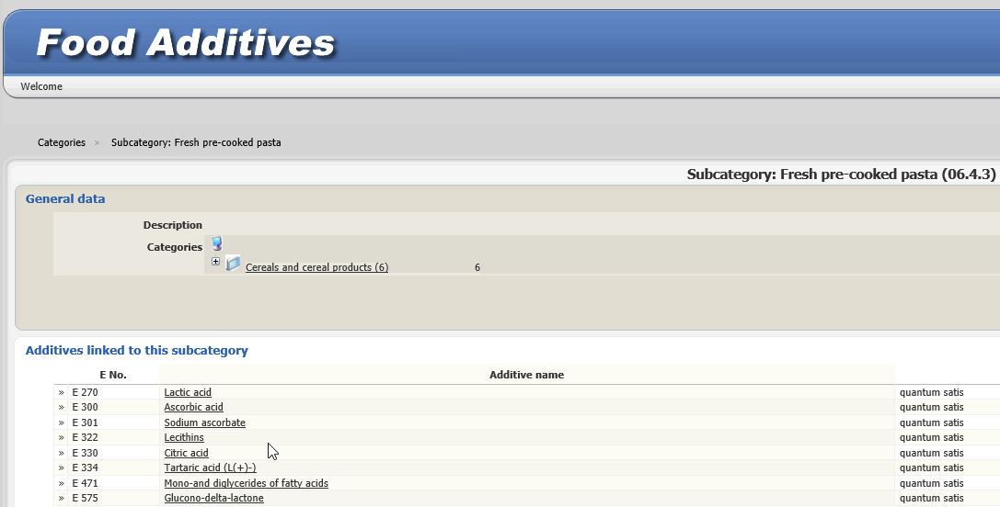 Food Additives
Welcome
Categories > Subcategory: Fresh pre-cooked pasta
Subcategory: Fresh pre-cooked pasta (06.4.3)
General data
Description
Categories
Cereals and cereal products (6) 6
Additives linked to this subcategory
E No. Additive name
» E 270 Lactic acid quantum satis
» E 300 Ascorbic acid quantum satis
» E 301 Sodium ascorbate quantum satis
» E 322 Lecithins quantum satis
» E 330 Citric acid quantum satis
» E 334 Tartaric acid (L(+)-) quantum satis
» E 471 Mono-and diglycerides of fatty acids quantum satis
» E 575 Glucono-delta-lactone quantum satis